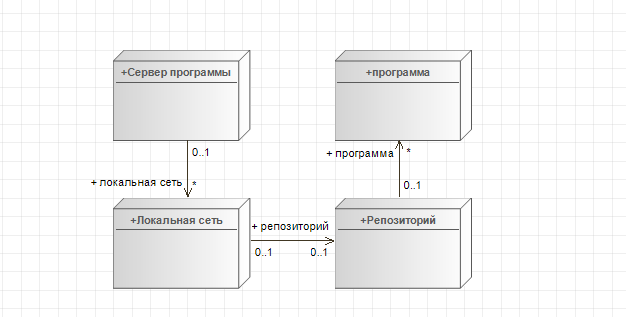 +Сервер программы
+программа
0..1
+ программа
*
+ локальная сеть
*
0..1
+Локальная сеть
+ репозиторий
+Репозиторий
0..1
0..1